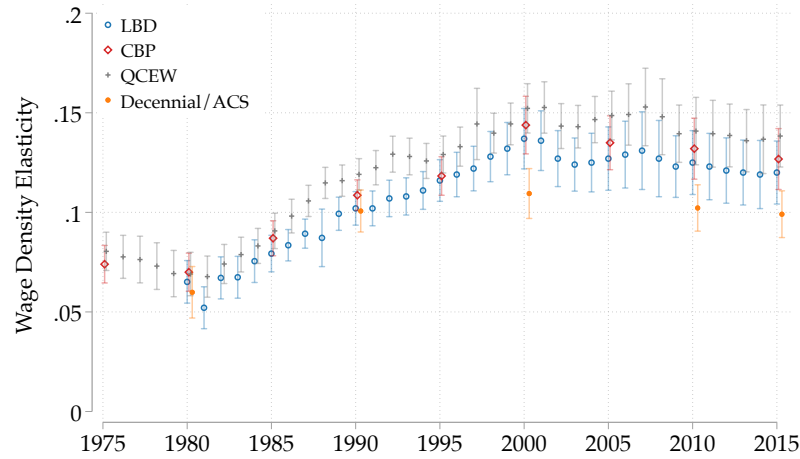 .2
.15
.1
.05
0
Wage Density Elasticity
LBD
CBP
QCEW
Decennial/ACS
1975 1980 1985 1990 1995 2000 2005 2010 2015